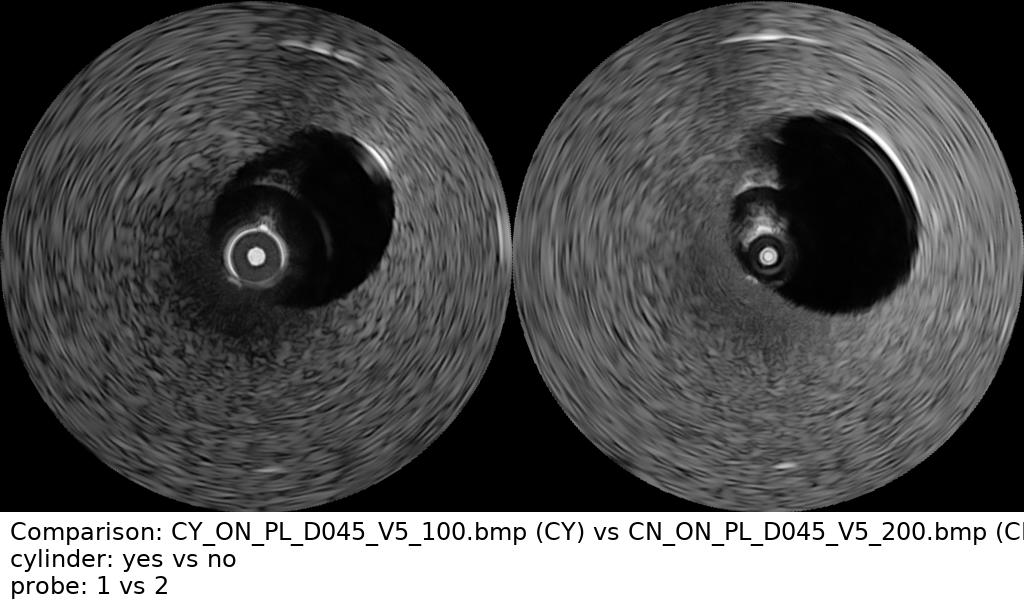 Comparison: CY_ON_PL_D045_V5_100.bmp (CY) vs CN_ON_PL_D045_V5_200.bmp
cylinder: yes vs no
probe: 1 vs 2